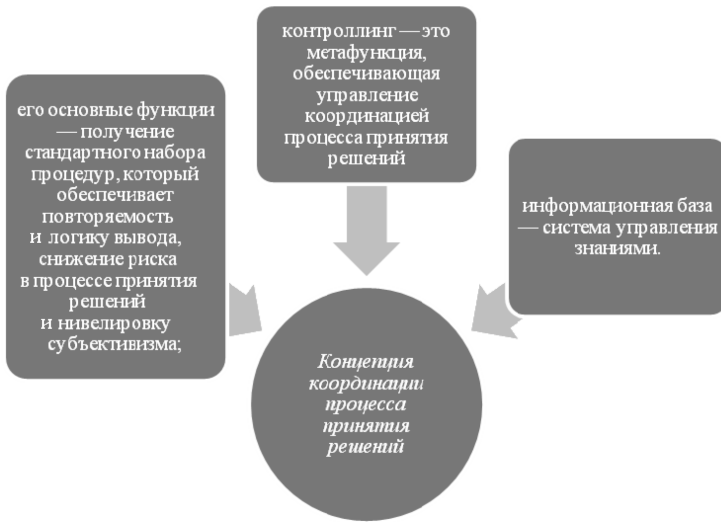 контроллинг — это
метафункция,
обеспечивающая
управление
координацией
процесса принятия
решений
его основные функции
— получение
стандартного набора
процедур, который
обеспечивает
повторяемость
и логику вывода,
снижение риска
в процессе принятия
решений
и нивелировку
субъективизма;
информационная база
— система управления
знаниями.
Концепция
координации
процесса
принятия
решений